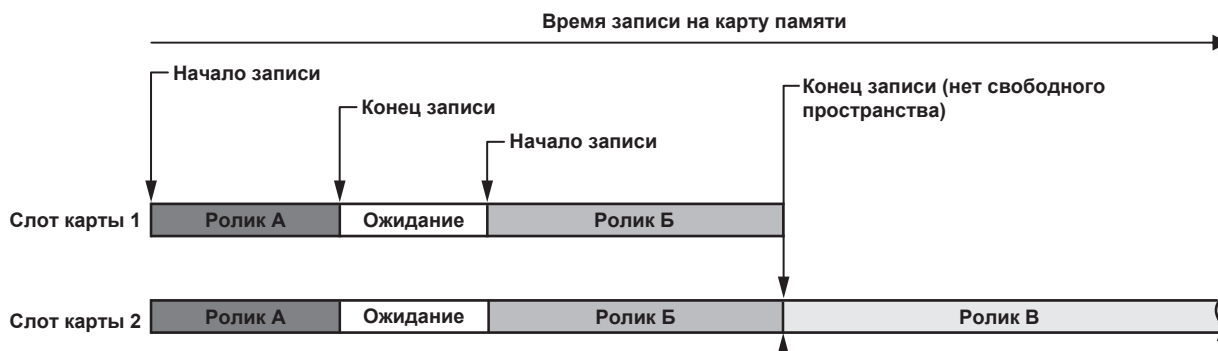 Время записи на карту памяти
Начало записи
Конец записи (нет свободного
пространства)
Конец записи
Начало записи
Слот карты 1
Ролик А
Ожидание
Ролик Б
Слот карты 2
Ролик А
Ожидание
Ролик Б
Ролик В